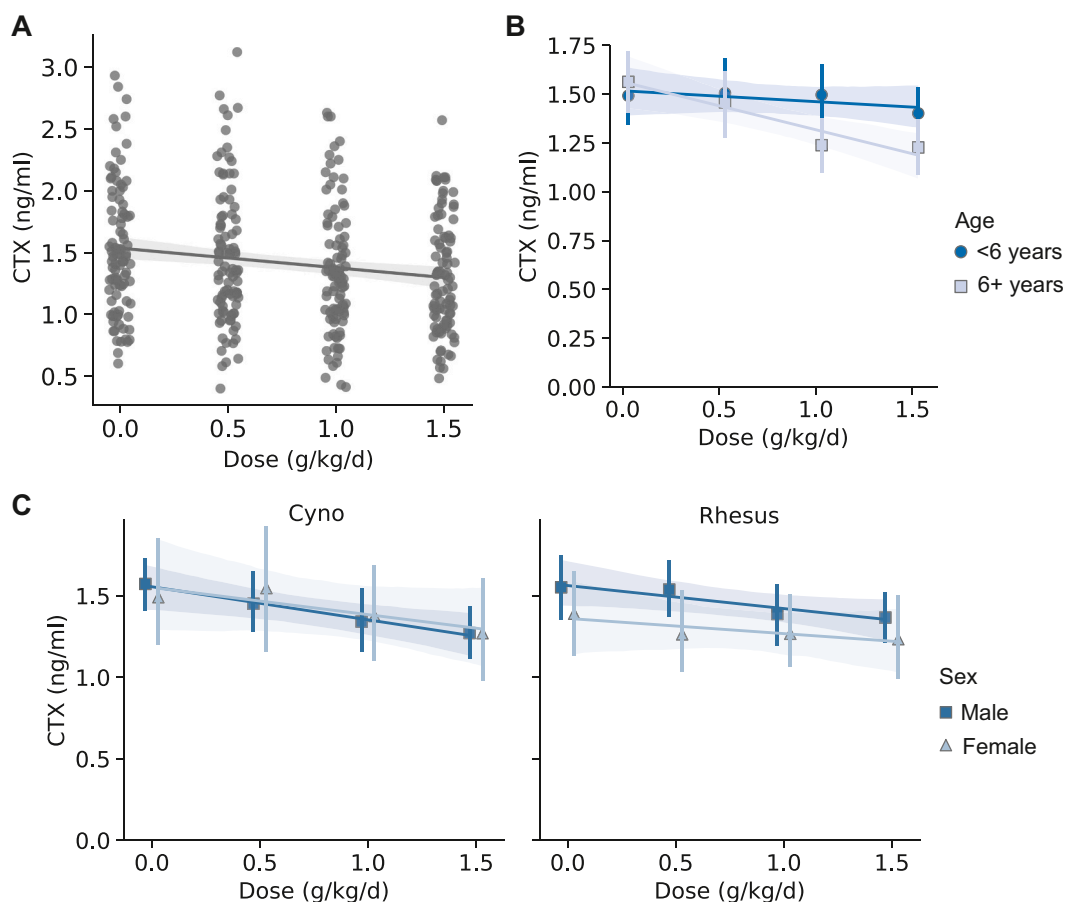 A
3.0
2.5
2.0
1.5
1.0
0.5
CTX (ng/ml)
0.0 0.5 1.0 1.5
Dose (g/kg/d)
B
1.75
1.50
1.25
1.00
0.75
0.50
1.25
0.00
CTX (ng/ml)
0.0 0.5 1.0 1.5
Dose (g/kg/d)
Age
<6 years
6+ years
C
Cyno
1.5
1.0
0.5
0.0
CTX (ng/ml)
0.0 0.5 1.0 1.5
Dose (g/kg/d)
Rhesus
0.0 0.5 1.0 1.5
Dose (g/kg/d)
Sex
Male
Female